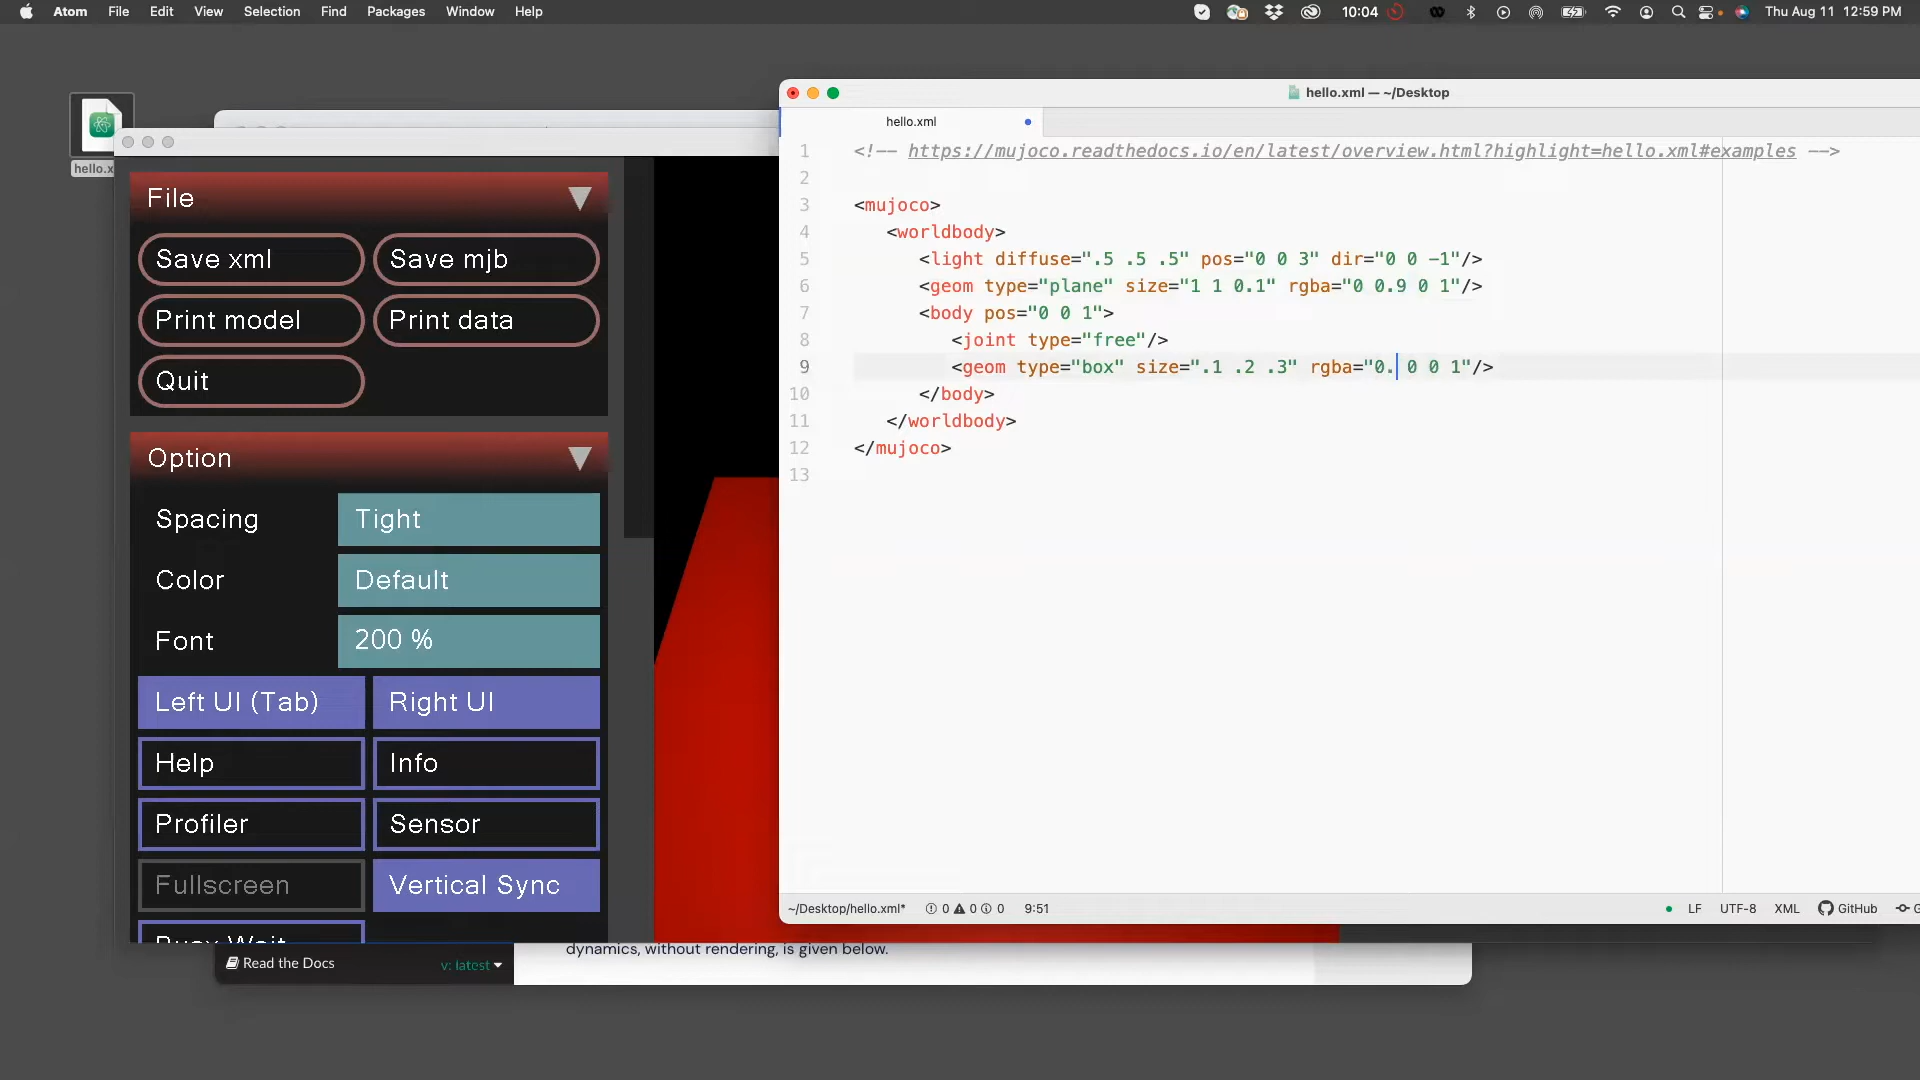 Atom File Edit View Selection Find Packages Window Help
10:04
Thu Aug 11 12:59 PM
hello.x
hello.xml — ~/Desktop
hello.xml
1 <!-- https://mujoco.readthedocs.io/en/latest/overview.html?highlight=hello.xml#examples -->
2
3 <mujoco>
4 <worldbody>
5 <light diffuse=".5 .5 .5" pos="0 0 3" dir="0 0 -1"/>
6 <geom type="plane" size="1 1 0.1" rgba="0 0.9 0 1"/>
7 <body pos="0 0 1">
8 <joint type="free"/>
9 <geom type="box" size=".1 .2 .3" rgba="0. 0 0 1"/>
10 </body>
11 </worldbody>
12 </mujoco>
13
~/Desktop/hello.xml* 0 0 0 9:51
LF UTF-8 XML GitHub G
File
Save xml Save mjb
Print model Print data
Quit
Option
Spacing Tight
Color Default
Font 200 %
Left UI (Tab) Right UI
Help Info
Profiler Sensor
Fullscreen Vertical Sync
Busy Wait
Read the Docs v: latest
dynamics, without rendering, is given below.